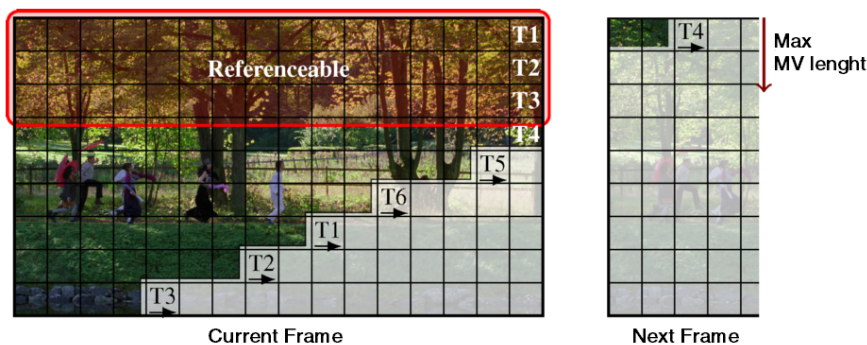 T1
Referenceable
T2
T3
T4
T5
T6
T1
T2
T3
Current Frame
T4
Max
MV lenght
Next Frame